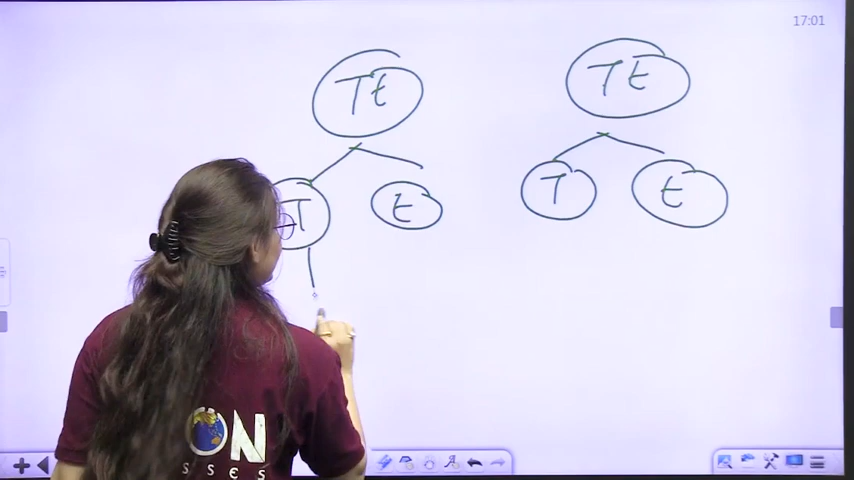 17:01
Tt Tt
T t T t
ON
SSES